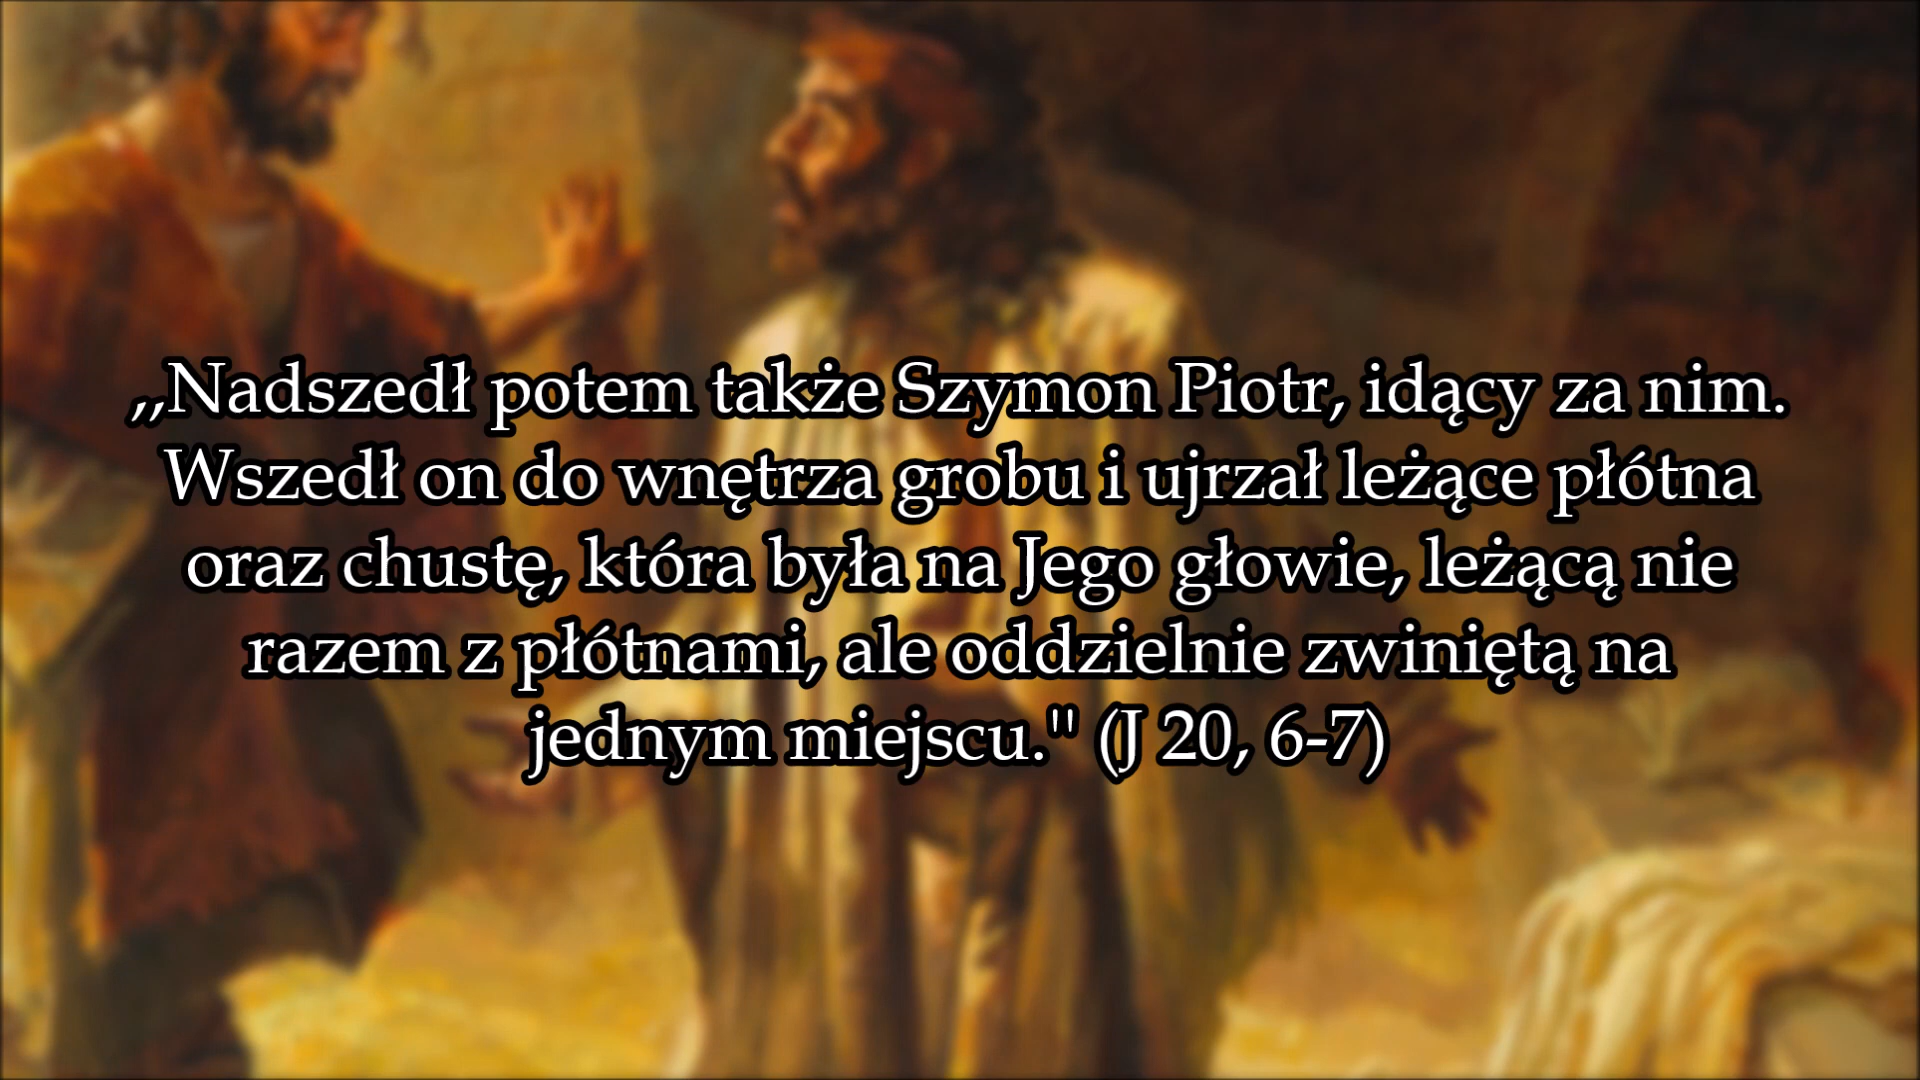 ,,Nadszedł potem także Szymon Piotr, idący za nim.
Wszedł on do wnętrza grobu i ujrzał leżące płótna
oraz chustę, która była na Jego głowie, leżącą nie
razem z płótnami, ale oddzielnie zwiniętą na
jednym miejscu." (J 20, 6-7)